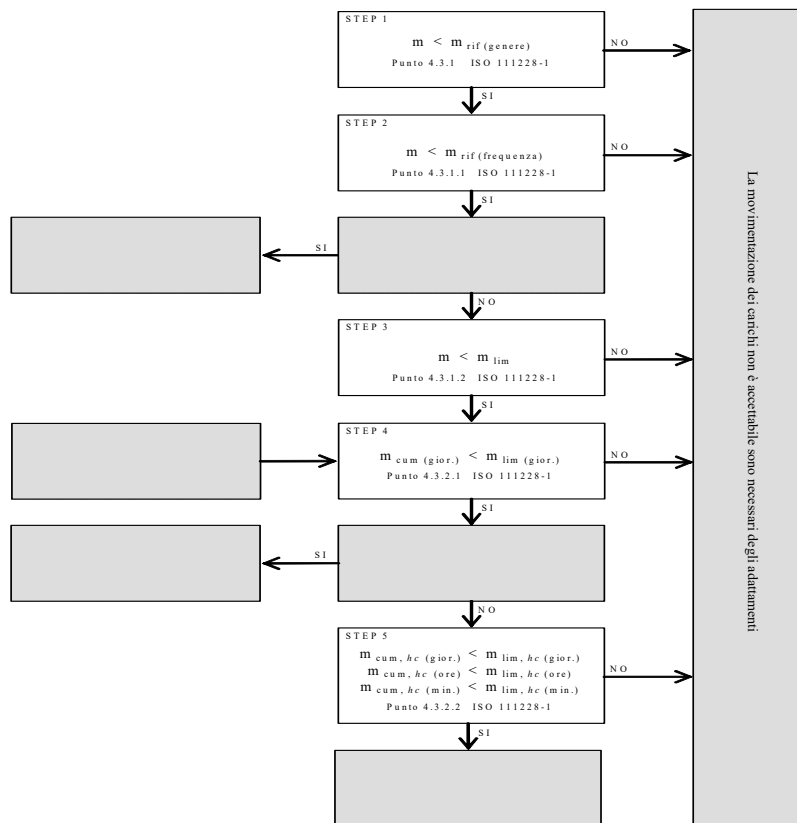 STEP 1
m < m rif (genere)
Punto 4.3.1 ISO 111228-1
NO
SI
STEP 2
m < m rif (frequenza)
Punto 4.3.1.1 ISO 111228-1
NO
SI
SI
NO
STEP 3
m < m lim
Punto 4.3.1.2 ISO 111228-1
NO
SI
STEP 4
m cum (gior.) < m lim (gior.)
Punto 4.3.2.1 ISO 111228-1
NO
SI
SI
NO
STEP 5
m cum, hc (gior.) < m lim, hc (gior.)
m cum, hc (ore) < m lim, hc (ore)
m cum, hc (min.) < m lim, hc (min.)
Punto 4.3.2.2 ISO 111228-1
NO
SI
La movimentazione dei carichi non è accettabile sono necessari degli adattamenti